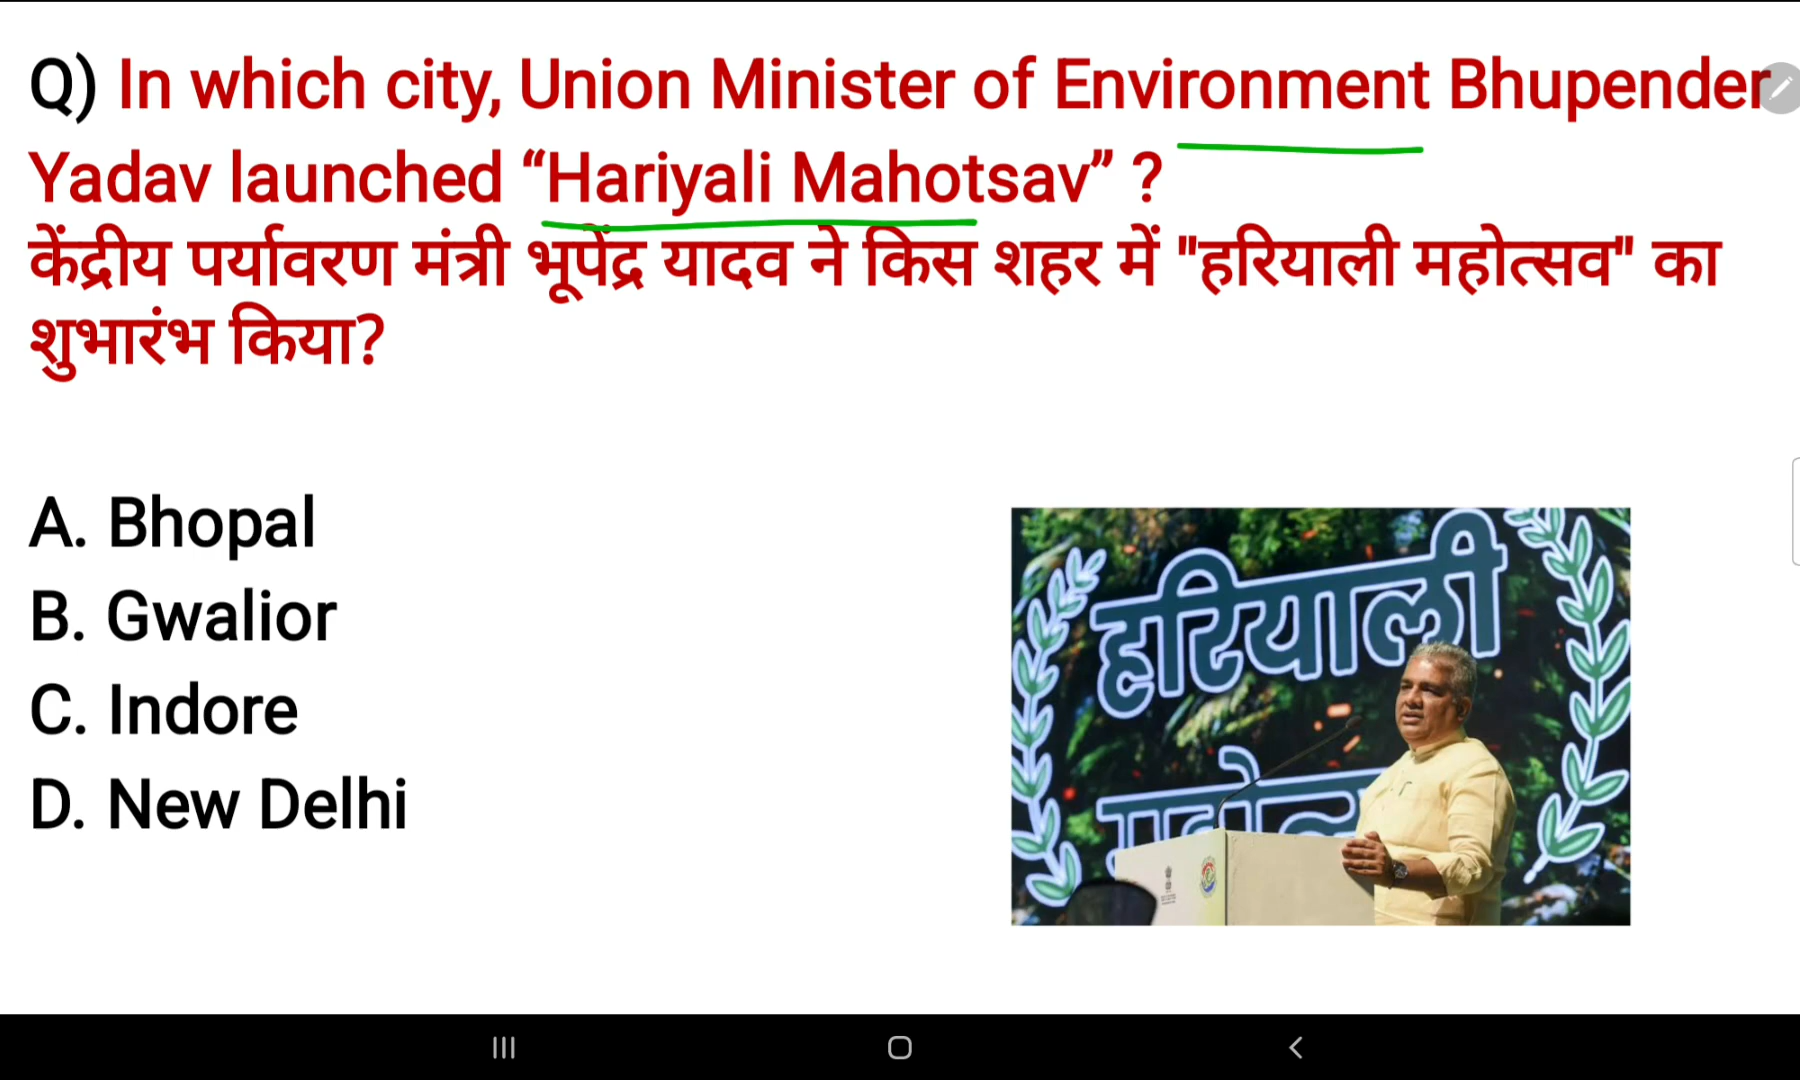 Q) In which city, Union Minister of Environment Bhupender
Yadav launched “Hariyali Mahotsav” ?
केंद्रीय पर्यावरण मंत्री भूपेंद्र यादव ने किस शहर में "हरियाली महोत्सव" का
शुभारंभ किया?
A. Bhopal
B. Gwalior
C. Indore
D. New Delhi
हरियाली